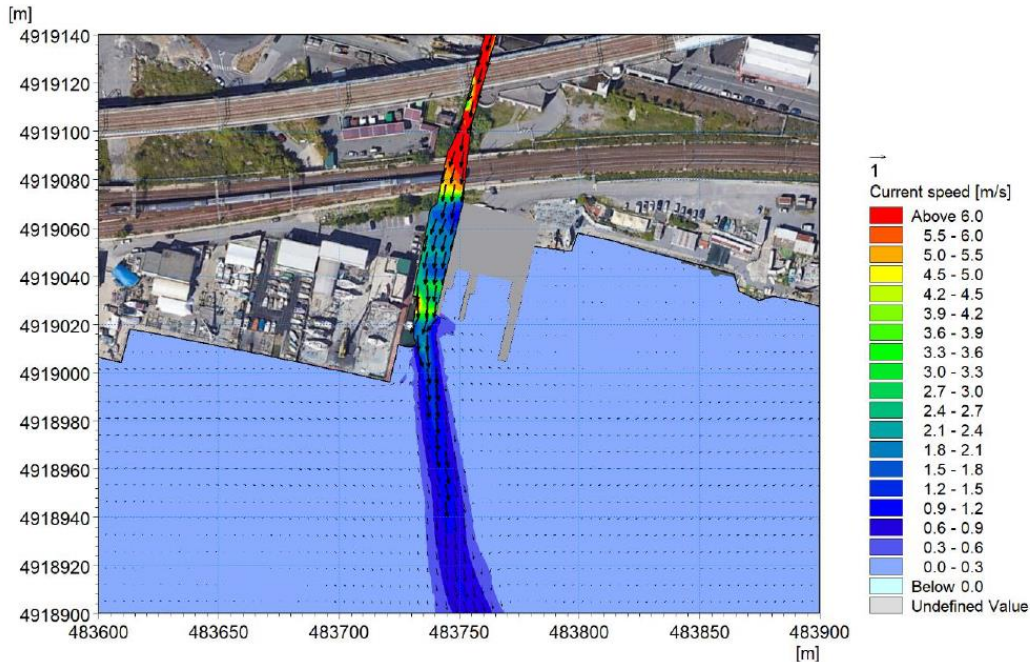 [m]
4919140
4919120
4919100
4919080
4919060
4919040
4919020
4919000
4918980
4918960
4918940
4918920
4918900
483600
483650
483700
483750
483800
483850
483900
[m]
1
Current speed [m/s]
Above 6.0
5.5 - 6.0
5.0 - 5.5
4.5 - 5.0
4.2 - 4.5
3.9 - 4.2
3.6 - 3.9
3.3 - 3.6
3.0 - 3.3
2.7 - 3.0
2.4 - 2.7
2.1 - 2.4
1.8 - 2.1
1.5 - 1.8
1.2 - 1.5
0.9 - 1.2
0.6 - 0.9
0.3 - 0.6
0.0 - 0.3
Below 0.0
Undefined Value